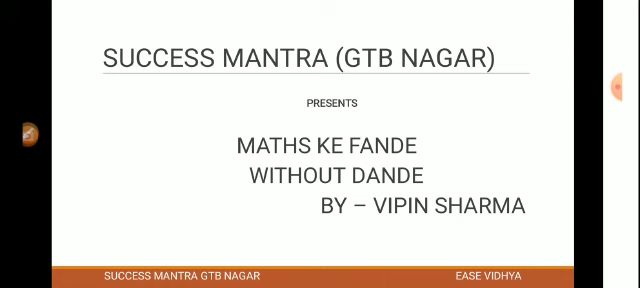 SUCCESS MANTRA (GTB NAGAR)
PRESENTS
MATHS KE FANDE
WITHOUT DANDE
BY – VIPIN SHARMA
SUCCESS MANTRA GTB NAGAR
EASE VIDHYA